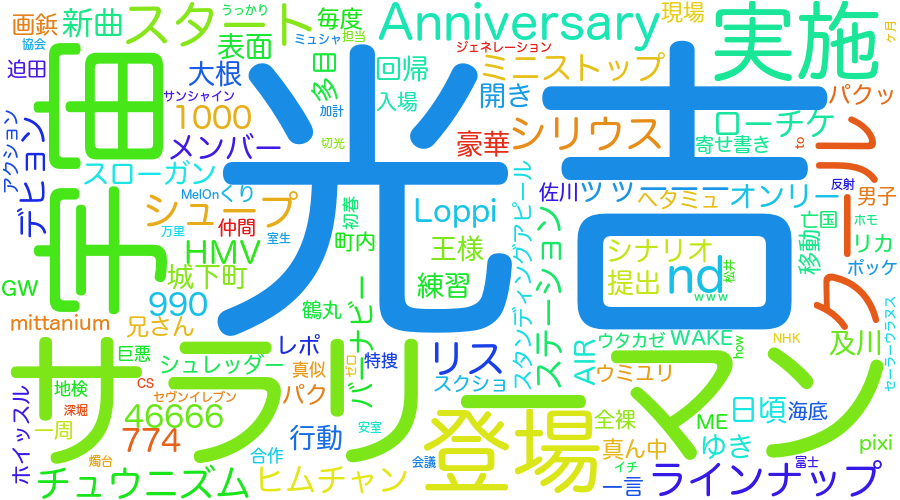 画鋲
新曲
スタート
うっかり
毎度
Anniversary
現場
実施
ヶ月
協会
表面
ミュシャ
担当
ジェネレーション
迫田
宙
大根
多目
回帰
ミニストップ
サンシャイン
加計
入場
開き
パクッ
1000
光吉
アクション
デビョン
メンバー
切光
豪華
シリウス
ローチケ
寄せ書き
to
クール
スローガン
MelOn
くり
佐川
ッッーーー
反射
男子
字
シュープ
初春
Loppi
ヘタミュ
オンリー
仲間
万里
室生
町内
スタンディングアピール
ステーション
シナリオ
亡国
ホモ
HMV
王様
移動
リカ
城下町
練習
提出
nd
松井
www
ポッケ
GW
990
鶴丸
ナビー
セーラーウラヌス
mittanium
兄さん
バー
ウタカゼ
WAKE
how
NHK
及川
サラリーマン
巨悪
シュレッダー
レポ
ゼロ
特捜
リス
AIR
地検
CS
真似
スクショ
ウミユリ
ホイッスル
セヴンイレブン
パク
深堀
46666
登場
全裸
ME
日頃
海底
一周
774
行動
安室
真ん中
ゆき
pixi
燭台
合作
会議
イチ
富士
チュウニズム
ヒムチャン
一言
ラインナップ